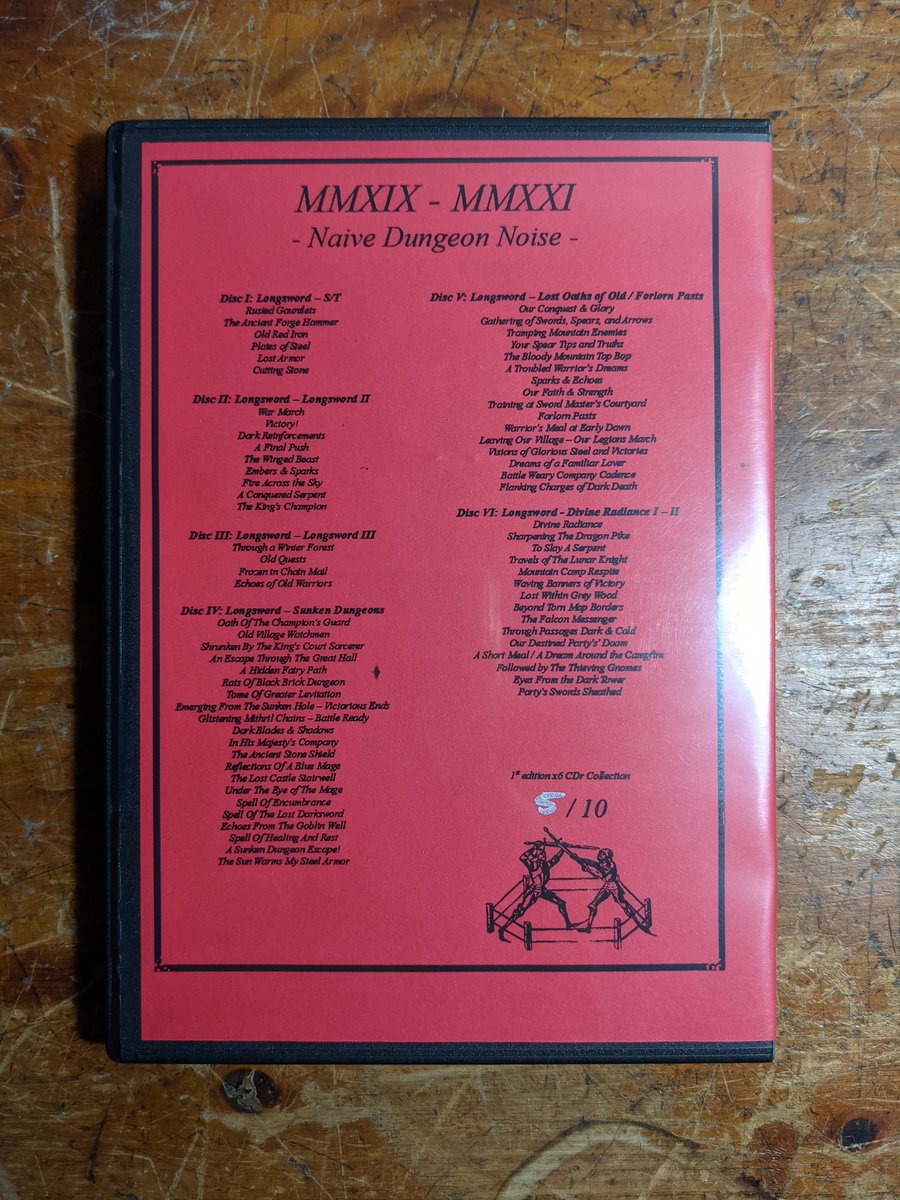 MMXIX - MMXXI
- Naive Dungeon Noise -
Disc I: Longsword – S/T
Rusted Gauntlets
The Ancient Forge Hammer
Old Red Iron
Plates of Steel
Lost Armor
Cutting Stone
Disc II: Longsword – Longsword II
War March
Victory!
Dark Reinforcements
A Final Push
The Winged Beast
Embers & Sparks
Fire Across the Sky
A Conquered Serpent
The King's Champion
Disc III: Longsword – Longsword III
Through a Winter Forest
Old Quests
Frozen in Chain Mail
Echoes of Old Warriors
Disc IV: Longsword – Sunken Dungeons
Oath Of The Champion's Guard
Old Village Watchmen
Shrunken By The King's Court Sorcerer
An Escape Through The Great Hall
A Hidden Fairy Path
Rats Of Black Brick Dungeon
Tome Of Greater Levitation
Emerging From The Sunken Hole – Victorious Ends
Glistening Mithril Chains – Battle Ready
Dark Blades & Shadows
In His Majesty's Company
The Ancient Stone Shield
Reflections Of A Blue Mage
The Lost Castle Stairwell
Under The Eye of The Mage
Spell Of Encumbrance
Spell Of The Lost Darksword
Echoes From The Goblin Well
Spell Of Healing And Rest
A Sunken Dungeon Escape!
The Sun Warms My Steel Armor
Disc V: Longsword – Lost Oaths of Old / Forlorn Pasts
Our Conquest & Glory
Gathering of Swords, Spears, and Arrows
Tramping Mountain Enemies
Your Spear Tips and Truths
The Bloody Mountain Top Bop
A Troubled Warrior's Dreams
Sparks & Echoes
Our Faith & Strength
Training at Sword Master's Courtyard
Forlorn Pasts
Warrior's Meal at Early Dawn
Leaving Our Village – Our Legions March
Visions of Glorious Steel and Victories
Dreams of a Familiar Lover
Battle Weary Company Cadence
Flanking Charges of Dark Death
Disc VI: Longsword - Divine Radiance I – II
Divine Radiance
Sharpening The Dragon Pike
To Slay A Serpent
Travels of The Lunar Knight
Mountain Camp Respite
Waving Banners of Victory
Lost Within Grey Wood
Beyond Torn Map Borders
The Falcon Messenger
Through Passages Dark & Cold
Our Destined Party's' Doom
A Short Meal / A Dream Around the Campfire
Followed by The Thieving Gnomes
Eyes From the Dark Tower
Party's Swords Sheathed
1st edition x6 CDr Collection
5 / 10